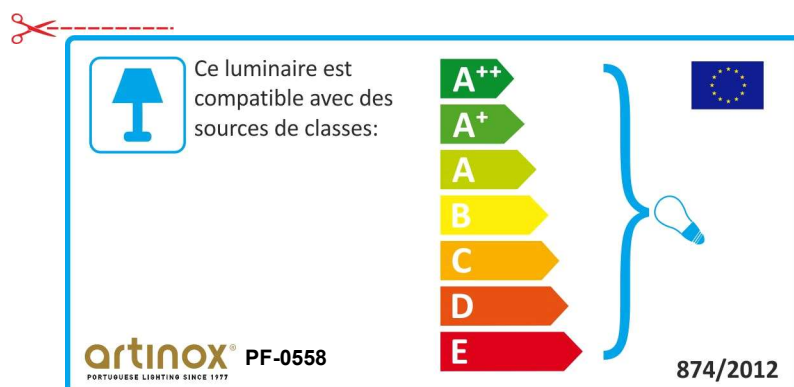 Ce luminaire est
compatible avec des
sources de classes:
A++
A+
A
B
C
D
E
artinox® PF-0558
PORTUGUESE LIGHTING SINCE 1977
874/2012